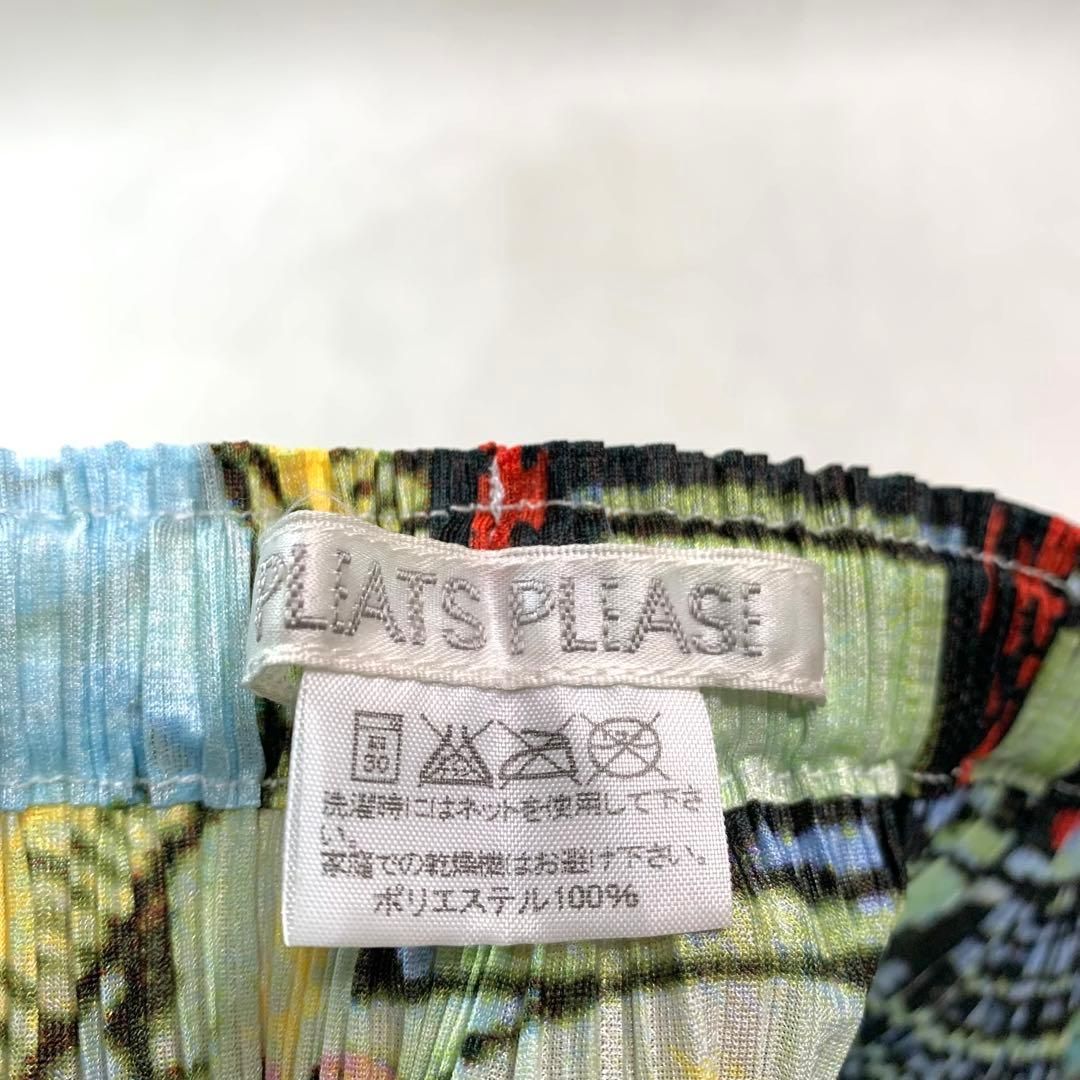 PLEATS PLEASE
弱
30
洗濯時にはネットを使用して下さ
い。
家庭での乾燥機はお避け下さい。
ポリエステル100%